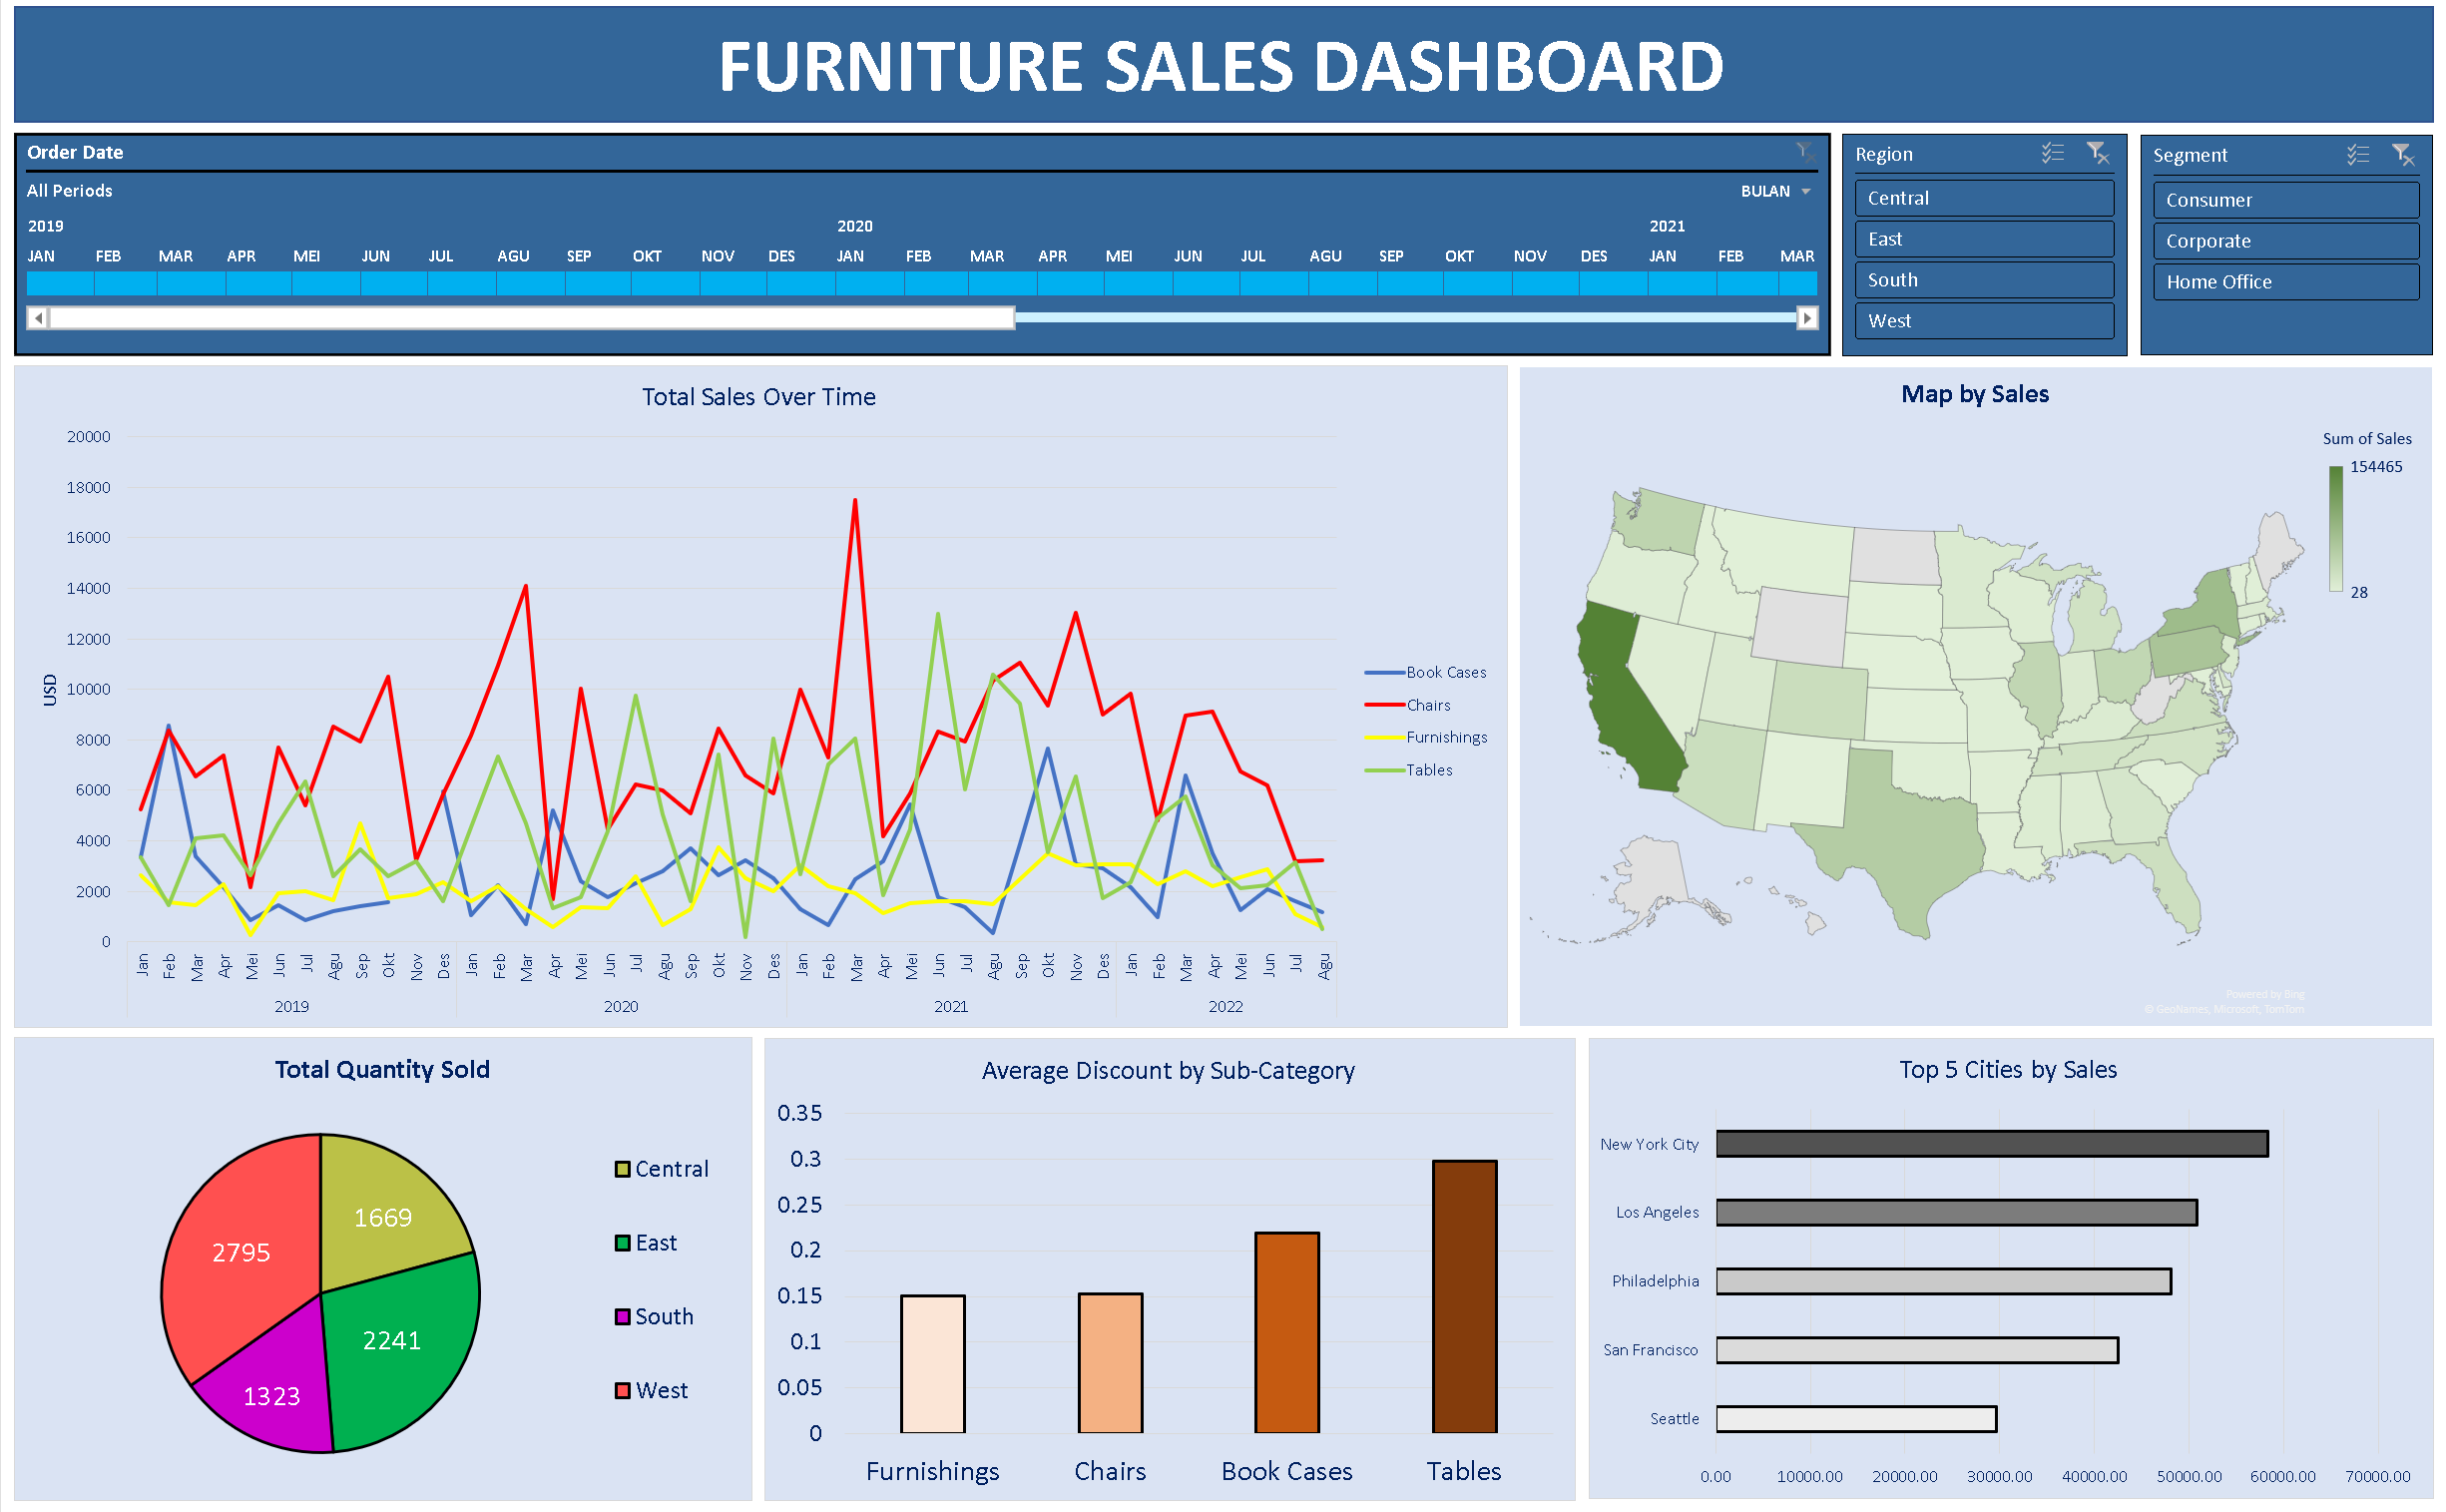 FURNITURE SALES DASHBOARD
Order Date
All Periods
BULAN
2019 2020 2021
JAN FEB MAR APR MEI JUN JUL AGU SEP OKT NOV DES JAN FEB MAR APR MEI JUN JUL AGU SEP OKT NOV DES JAN FEB MAR
Region
Central
East
South
West
Segment
Consumer
Corporate
Home Office
Total Sales Over Time
20000
18000
16000
14000
12000
10000
8000
6000
4000
2000
0
USD
Jan Feb Mar Apr Mei Jun Jul Agu Sep Okt Nov Des Jan Feb Mar Apr Mei Jun Jul Agu Sep Okt Nov Des Jan Feb Mar Apr Mei Jun Jul Agu Sep Okt Nov Des Jan Feb Mar Apr Mei Jun Jul Agu
2019 2020 2021 2022
Book Cases
Chairs
Furnishings
Tables
Map by Sales
Sum of Sales
154465
28
Powered by Bing
© GeoNames, Microsoft, TomTom
Total Quantity Sold
1669
2795
2241
1323
Central
East
South
West
Average Discount by Sub-Category
0.35
0.3
0.25
0.2
0.15
0.1
0.05
0
Furnishings Chairs Book Cases Tables
Top 5 Cities by Sales
New York City
Los Angeles
Philadelphia
San Francisco
Seattle
0.00 10000.00 20000.00 30000.00 40000.00 50000.00 60000.00 70000.00